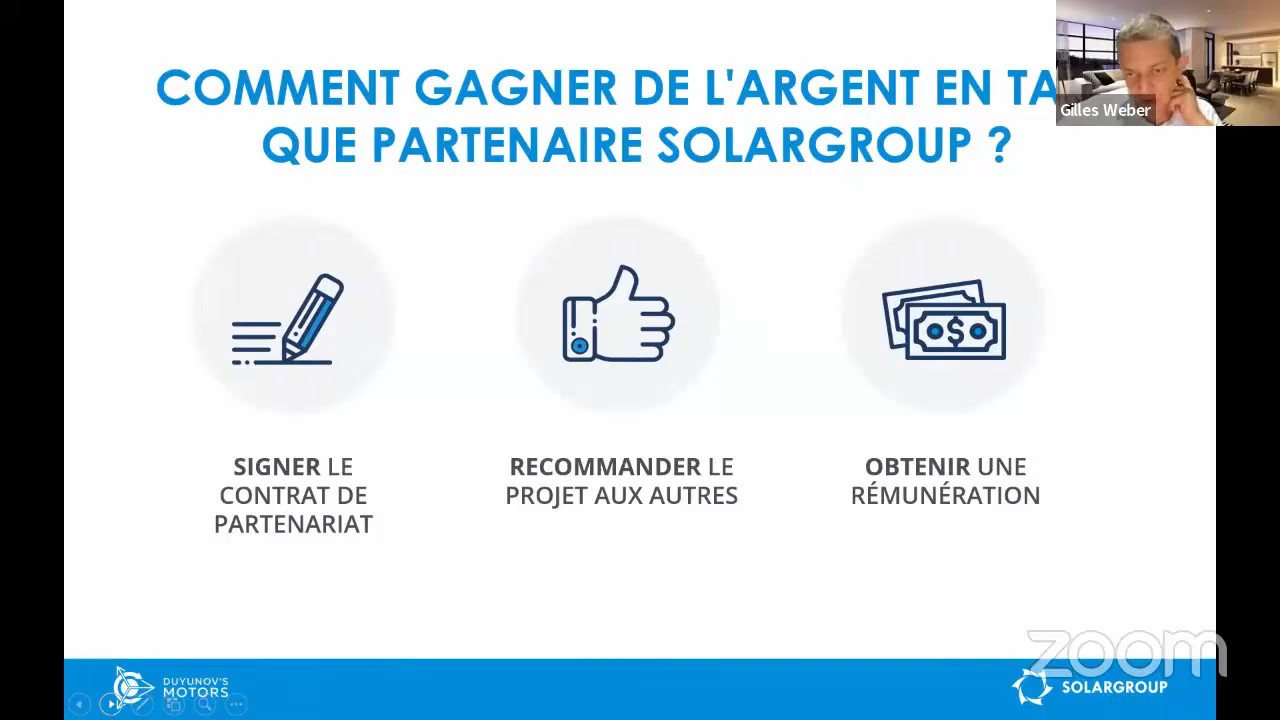 COMMENT GAGNER DE L'ARGENT EN TA
QUE PARTENAIRE SOLARGROUP ?
Gilles Weber
SIGNER LE
CONTRAT DE
PARTENARIAT
RECOMMANDER LE
PROJET AUX AUTRES
OBTENIR UNE
RÉMUNÉRATION
zoom
DUYUNOV'S
MOTORS
SOLARGROUP